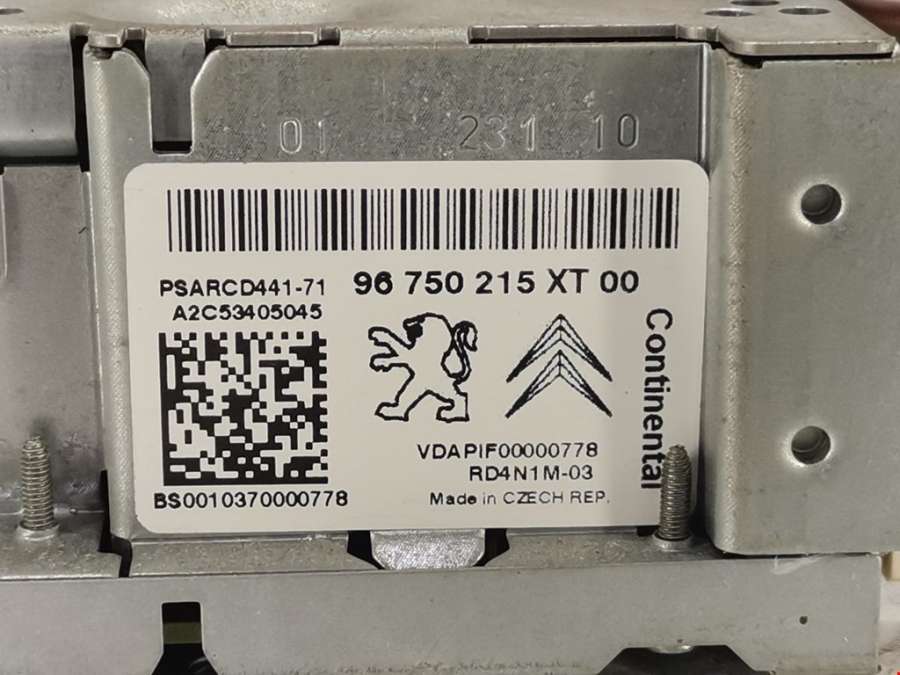 01 231 10
PSARCD441-71
A2C53405045
96 750 215 XT 00
Continental
VDAPIF00000778
RD4N1M-03
Made in CZECH REP.
BS0010370000778